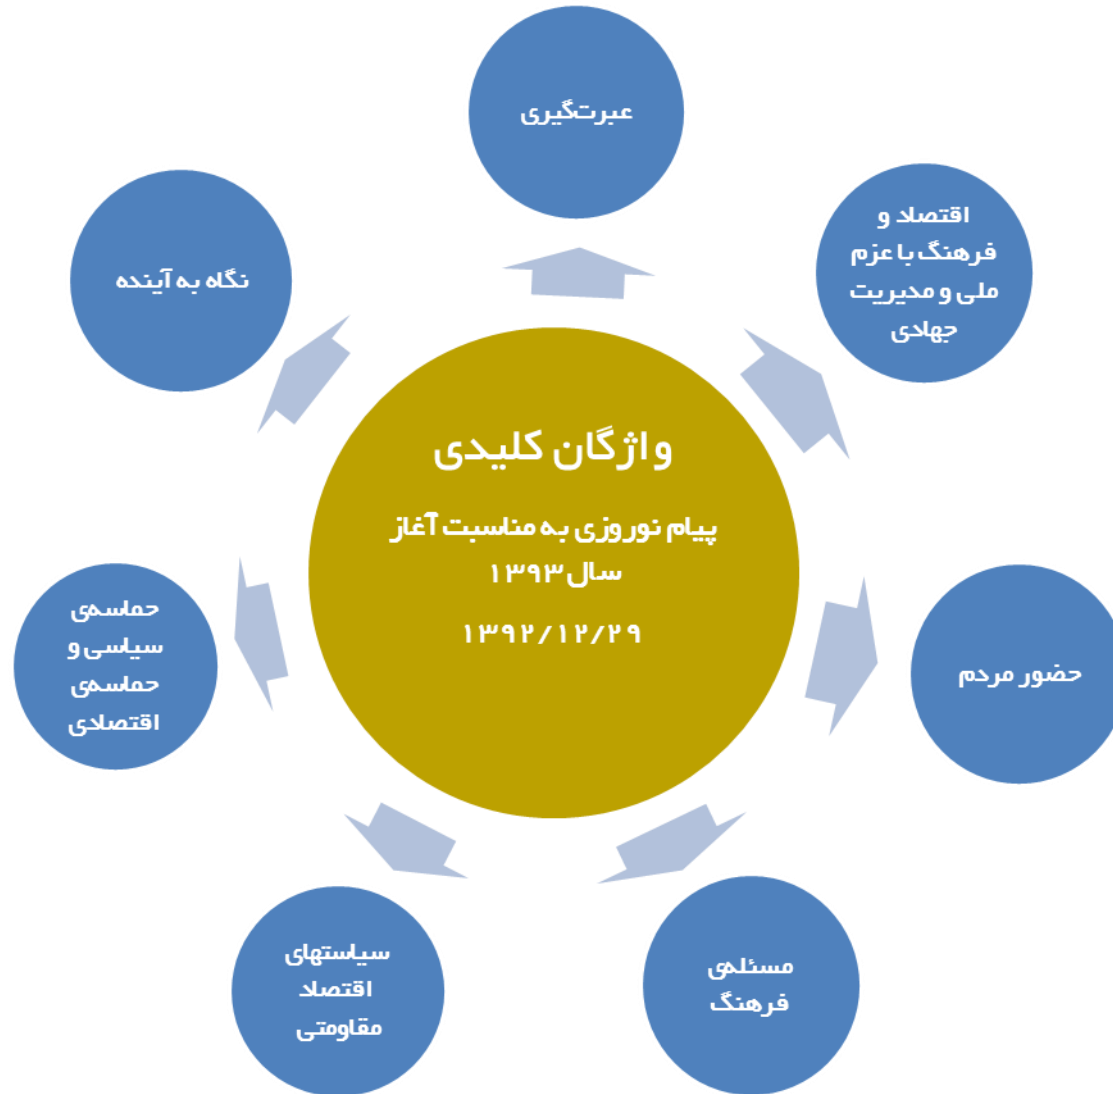 واژگان کلیدی
پیام نوروزی به مناسبت آغاز
سال ۱۳۹۳
۱۳۹۲/۱۲/۲۹
عبرت‌گیری
اقتصاد و
فرهنگ با عزم
ملی و مدیریت
جهادی
حضور مردم
مسئله‌ی
فرهنگ
سیاستهای
اقتصاد
مقاومتی
حماسه‌ی
سیاسی و
حماسه‌ی
اقتصادی
نگاه به آینده